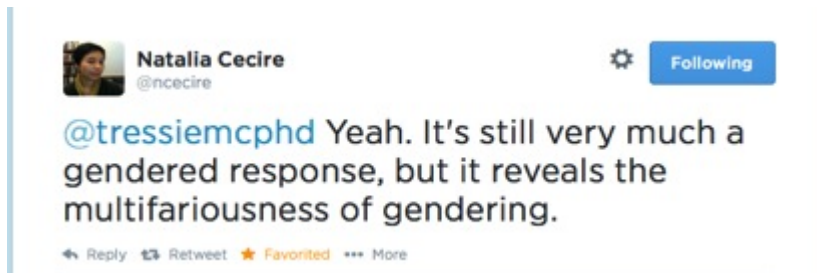 Natalia Cecire
@ncecire
Following
@tressiemcphd Yeah. It's still very much a
gendered response, but it reveals the
multifariousness of gendering.
Reply Retweet Favorited More